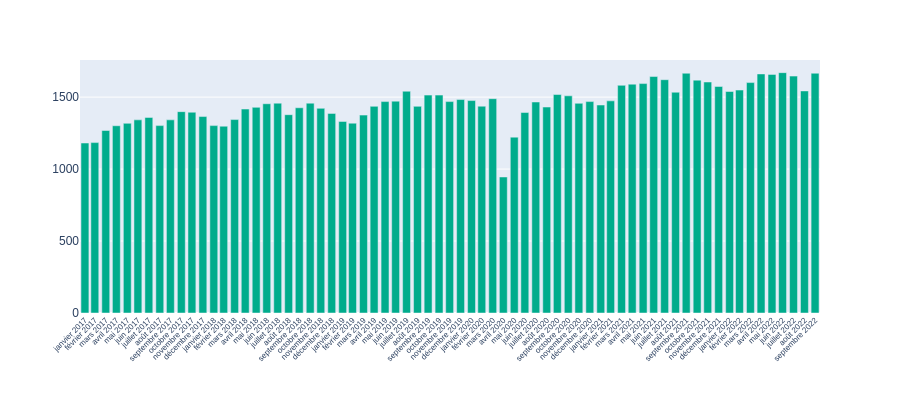 1500
1000
500
0
janvier 2017
février 2017
mars 2017
avril 2017
mai 2017
juin 2017
juillet 2017
août 2017
septembre 2017
octobre 2017
novembre 2017
décembre 2017
janvier 2018
février 2018
mars 2018
avril 2018
mai 2018
juin 2018
juillet 2018
août 2018
septembre 2018
octobre 2018
novembre 2018
décembre 2018
janvier 2019
février 2019
mars 2019
avril 2019
mai 2019
juin 2019
juillet 2019
août 2019
septembre 2019
octobre 2019
novembre 2019
décembre 2019
janvier 2020
février 2020
mars 2020
avril 2020
mai 2020
juin 2020
juillet 2020
août 2020
septembre 2020
octobre 2020
novembre 2020
décembre 2020
janvier 2021
février 2021
mars 2021
avril 2021
mai 2021
juin 2021
juillet 2021
août 2021
septembre 2021
octobre 2021
novembre 2021
décembre 2021
janvier 2022
février 2022
mars 2022
avril 2022
mai 2022
juin 2022
juillet 2022
août 2022
septembre 2022